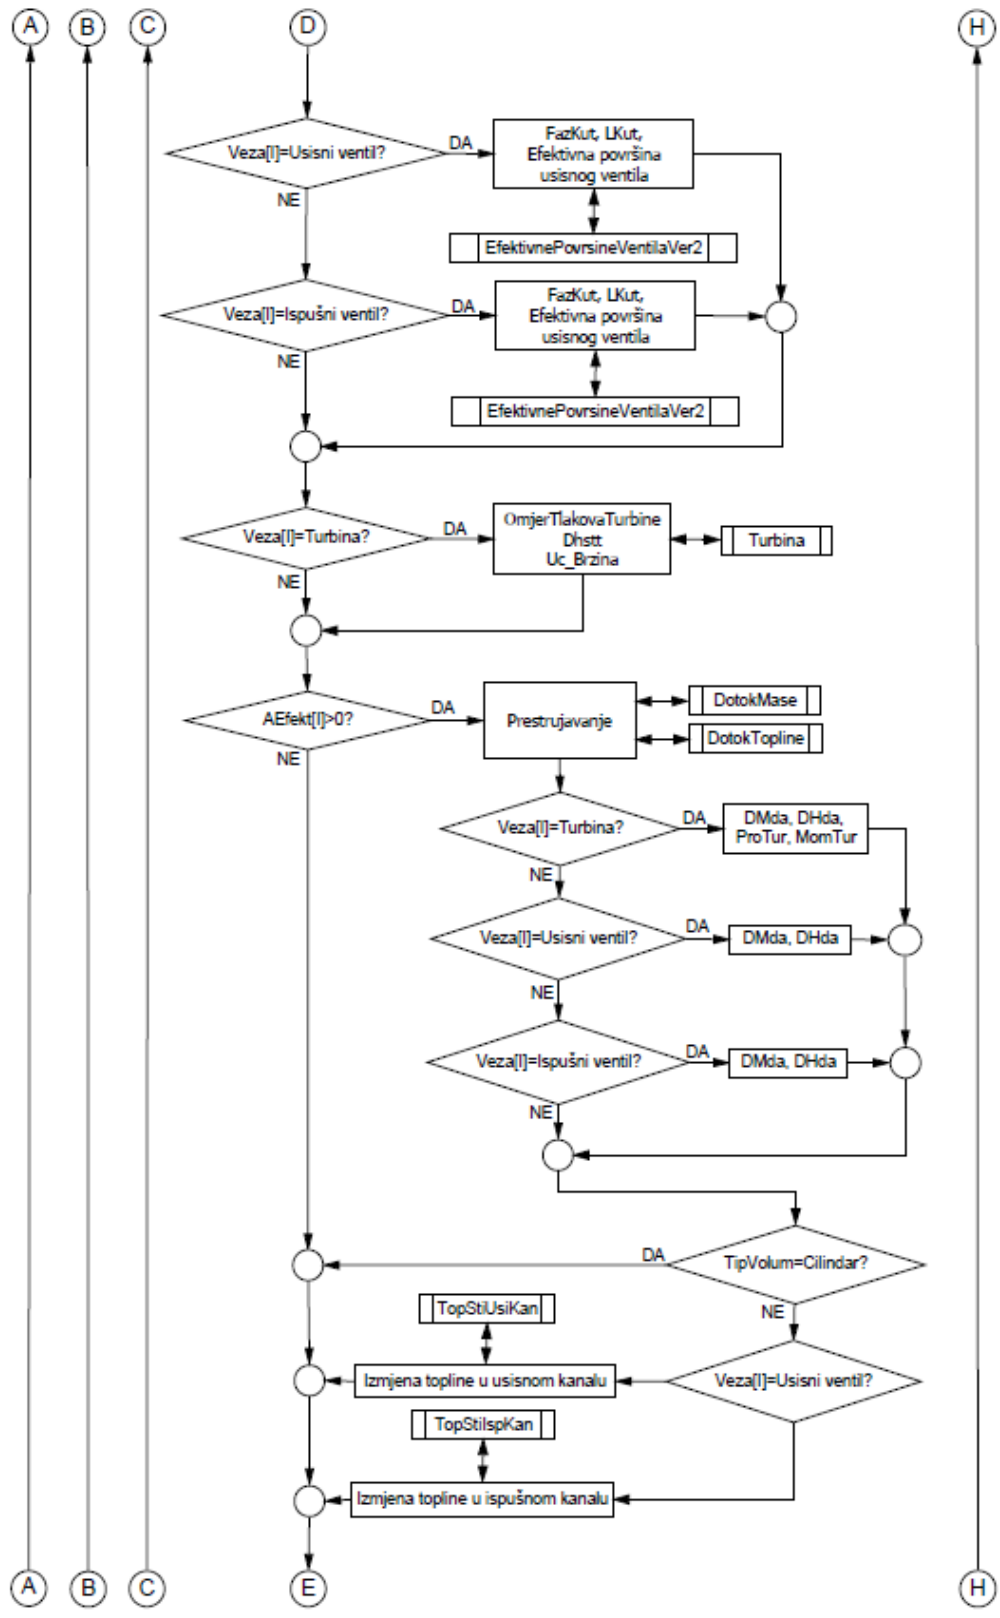 A
B
C
D
H
Veza[I]=Usisni ventil?
DA
FazKut, LKut,
Efektivna površina
usisnog ventila
NE
EfektivnePovrsineVentilaVer2
Veza[I]=Ispušni ventil?
DA
FazKut, LKut,
Efektivna površina
usisnog ventila
NE
EfektivnePovrsineVentilaVer2
Veza[I]=Turbina?
DA
OmjerTlakovaTurbine
Dhstt
Uc_Brzina
Turbina
NE
AEfekt[I]>0?
DA
Prestrujavanje
DotokMase
DotokTopline
NE
Veza[I]=Turbina?
DA
DMda, DHda,
ProTur, MomTur
NE
Veza[I]=Usisni ventil?
DA
DMda, DHda
NE
Veza[I]=Ispušni ventil?
DA
DMda, DHda
NE
TipVolum=Cilindar?
DA
NE
TopStiUsiKan
Veza[I]=Usisni ventil?
Izmjena topline u usisnom kanalu
TopStiIspKan
Izmjena topline u ispušnom kanalu
A
B
C
E
H